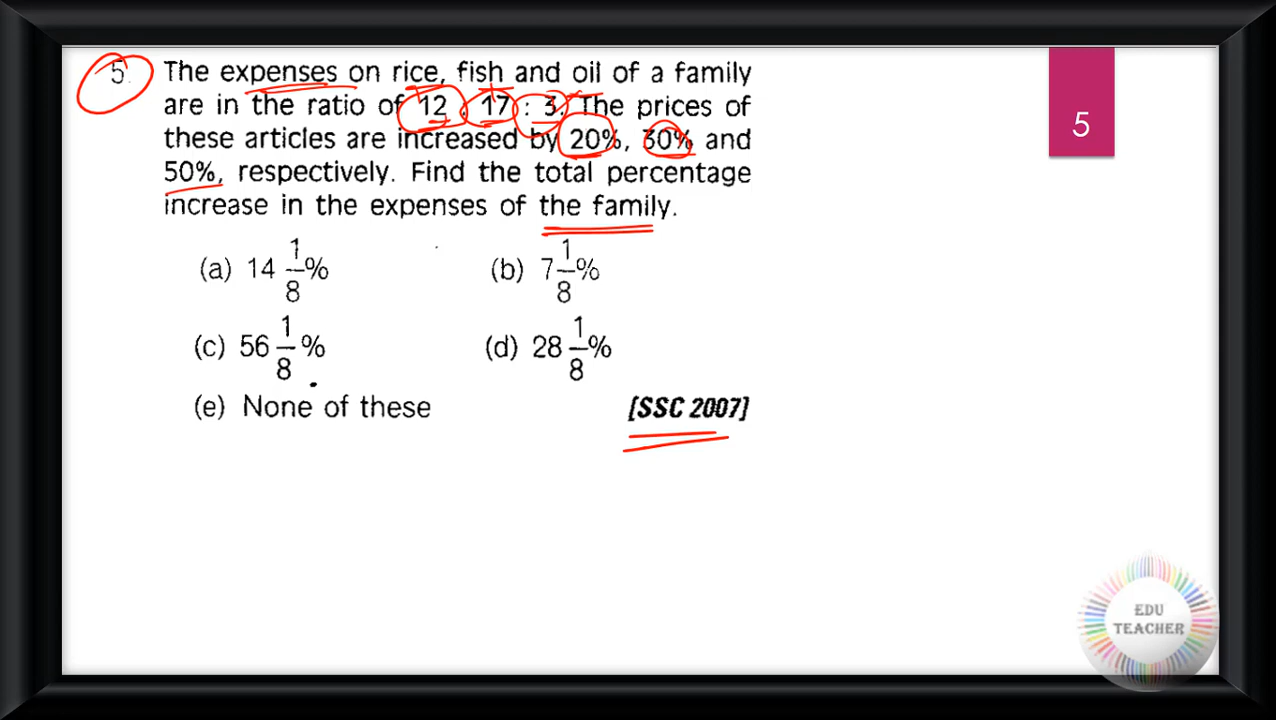 5. The expenses on rice, fish and oil of a family
are in the ratio of 12 : 17 : 3. The prices of
these articles are increased by 20%, 30% and
50%, respectively. Find the total percentage
increase in the expenses of the family.
(a) 14 1/8 % (b) 7 1/8 %
(c) 56 1/8 % (d) 28 1/8 %
(e) None of these [SSC 2007]
5
EDU
TEACHER